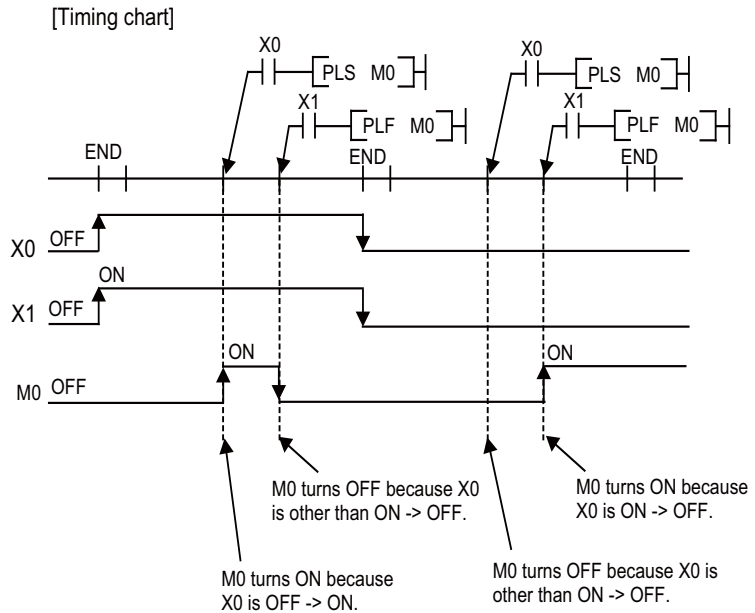 [Timing chart]
X0
PLS M0
X0
PLS M0
X1
PLF M0
X1
PLF M0
END
END
END
X0 OFF
ON
X1 OFF
ON
ON
M0 OFF
M0 turns OFF because X0
is other than ON -> OFF.
M0 turns ON because
X0 is ON -> OFF.
M0 turns ON because
X0 is OFF -> ON.
M0 turns OFF because X0 is
other than ON -> OFF.